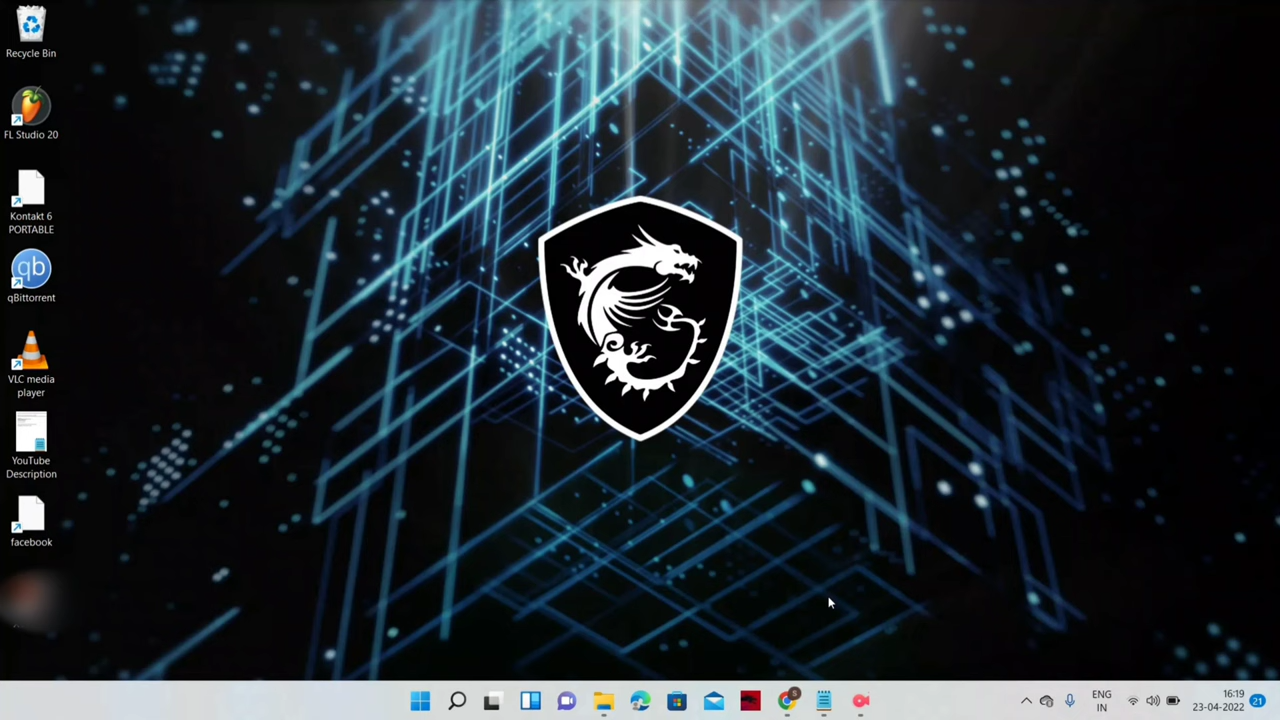 Recycle Bin
FL Studio 20
Kontakt 6
PORTABLE
qb
qBittorrent
VLC media
player
YouTube
Description
facebook
S
ENG
IN
16:19
23-04-2022
21